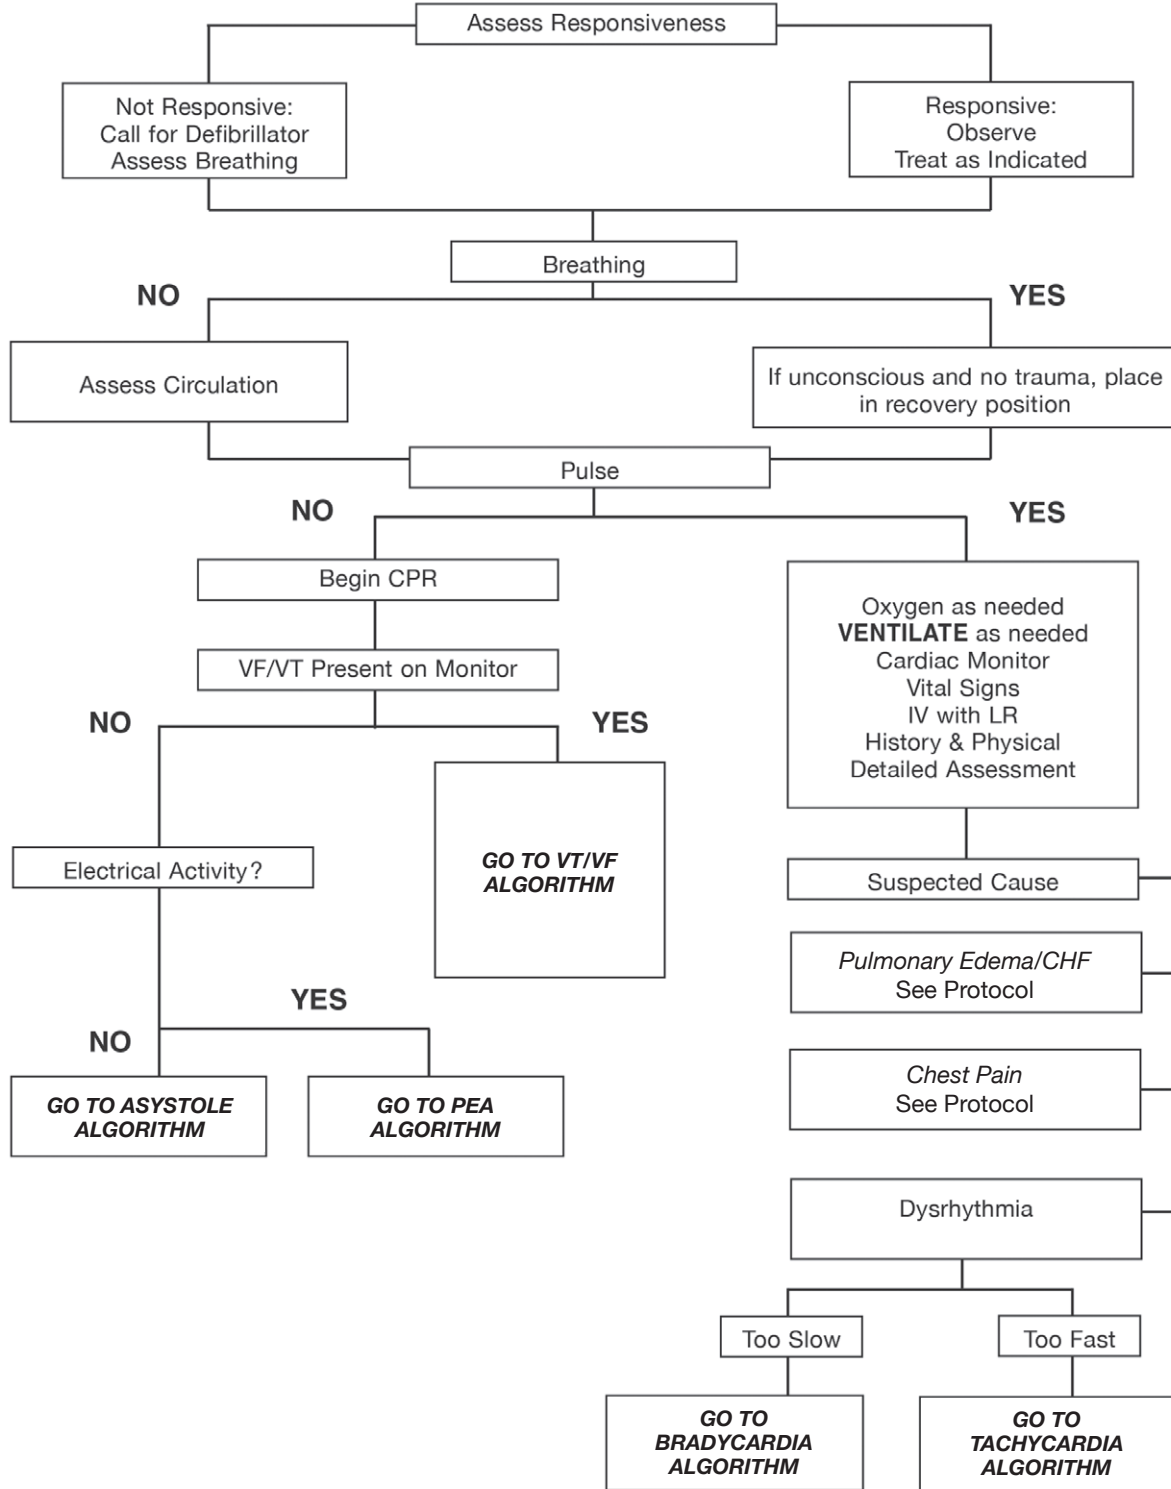 Assess Responsiveness
Not Responsive:
Call for Defibrillator
Assess Breathing
Responsive:
Observe
Treat as Indicated
Breathing
NO
YES
Assess Circulation
If unconscious and no trauma, place
in recovery position
Pulse
NO
YES
Begin CPR
Oxygen as needed
VENTILATE as needed
Cardiac Monitor
Vital Signs
IV with LR
History & Physical
Detailed Assessment
VF/VT Present on Monitor
NO
YES
Electrical Activity?
GO TO VT/VF
ALGORITHM
Suspected Cause
Pulmonary Edema/CHF
See Protocol
YES
NO
GO TO ASYSTOLE
ALGORITHM
GO TO PEA
ALGORITHM
Chest Pain
See Protocol
Dysrhythmia
Too Slow
Too Fast
GO TO
BRADYCARDIA
ALGORITHM
GO TO
TACHYCARDIA
ALGORITHM